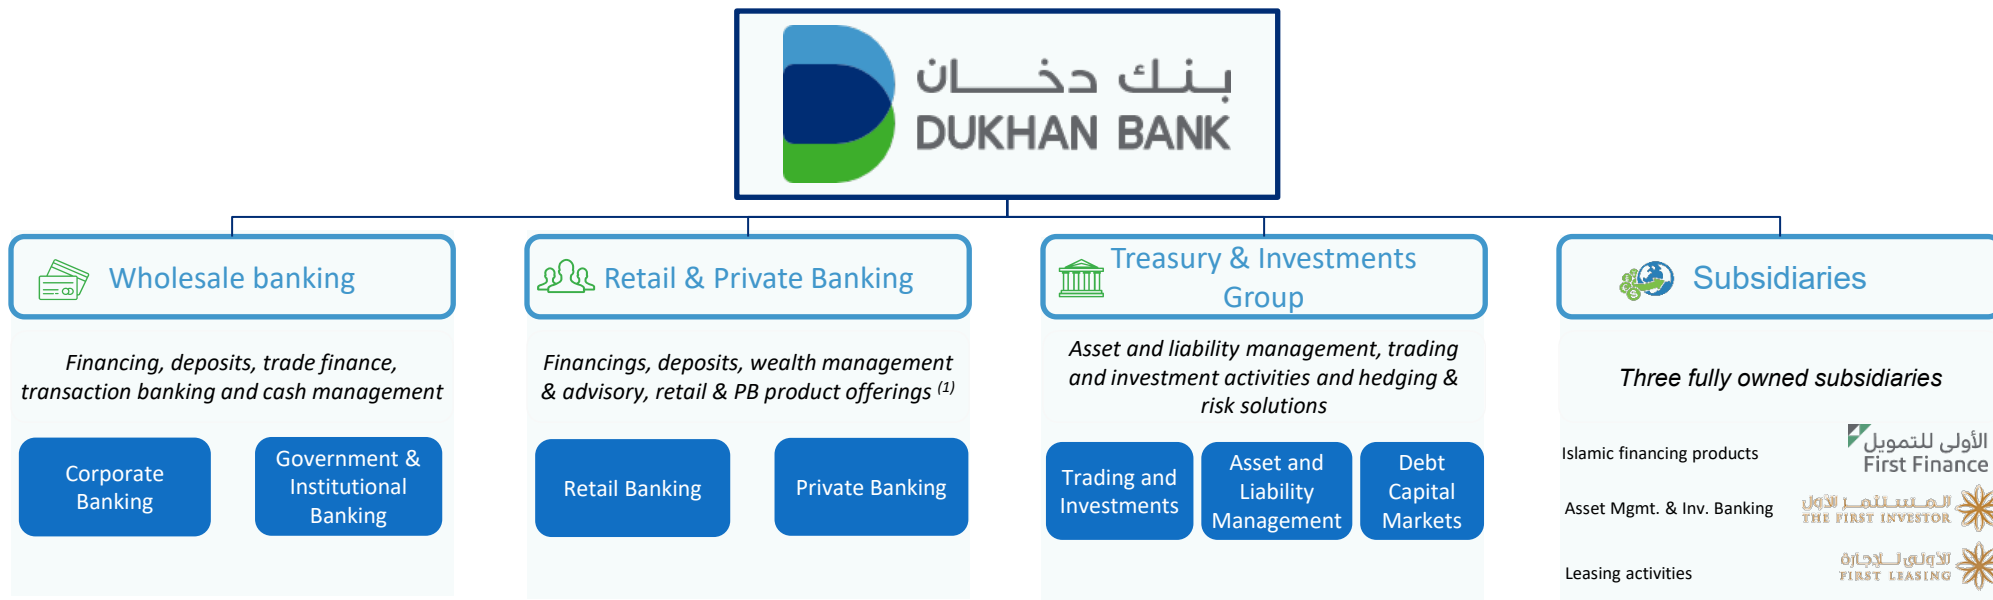 بنك دخان
DUKHAN BANK
Wholesale banking
Financing, deposits, trade finance,
transaction banking and cash management
Corporate
Banking
Government &
Institutional
Banking
Retail & Private Banking
Financings, deposits, wealth management
& advisory, retail & PB product offerings (1)
Retail Banking
Private Banking
Treasury & Investments
Group
Asset and liability management, trading
and investment activities and hedging &
risk solutions
Trading and
Investments
Asset and
Liability
Management
Debt
Capital
Markets
Subsidiaries
Three fully owned subsidiaries
Islamic financing products
الأولى للتمويل
First Finance
Asset Mgmt. & Inv. Banking
المستثمر الأول
THE FIRST INVESTOR
Leasing activities
الأولى للإجارة
FIRST LEASING